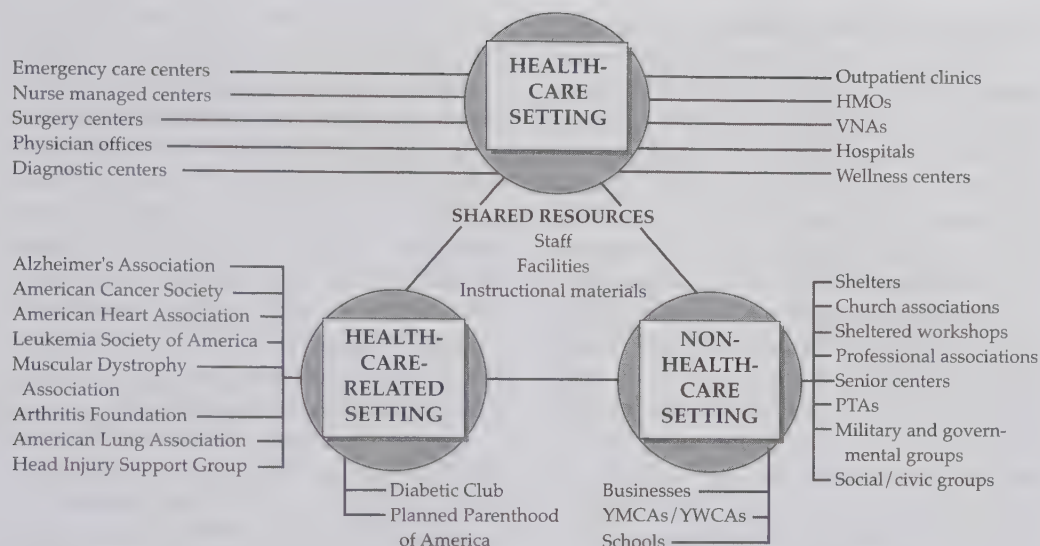 HEALTH-
CARE
SETTING
Emergency care centers
Nurse managed centers
Surgery centers
Physician offices
Diagnostic centers
Outpatient clinics
HMOs
VNAs
Hospitals
Wellness centers
SHARED RESOURCES
Staff
Facilities
Instructional materials
Alzheimer's Association
American Cancer Society
American Heart Association
Leukemia Society of America
Muscular Dystrophy
Association
Arthritis Foundation
American Lung Association
Head Injury Support Group
HEALTH-
CARE-
RELATED
SETTING
Diabetic Club
Planned Parenthood
of America
NON-
HEALTH-
CARE
SETTING
Shelters
Church associations
Sheltered workshops
Professional associations
Senior centers
PTAs
Military and govern-
mental groups
Social/civic groups
Businesses
YMCAs/YWCAs
Schools